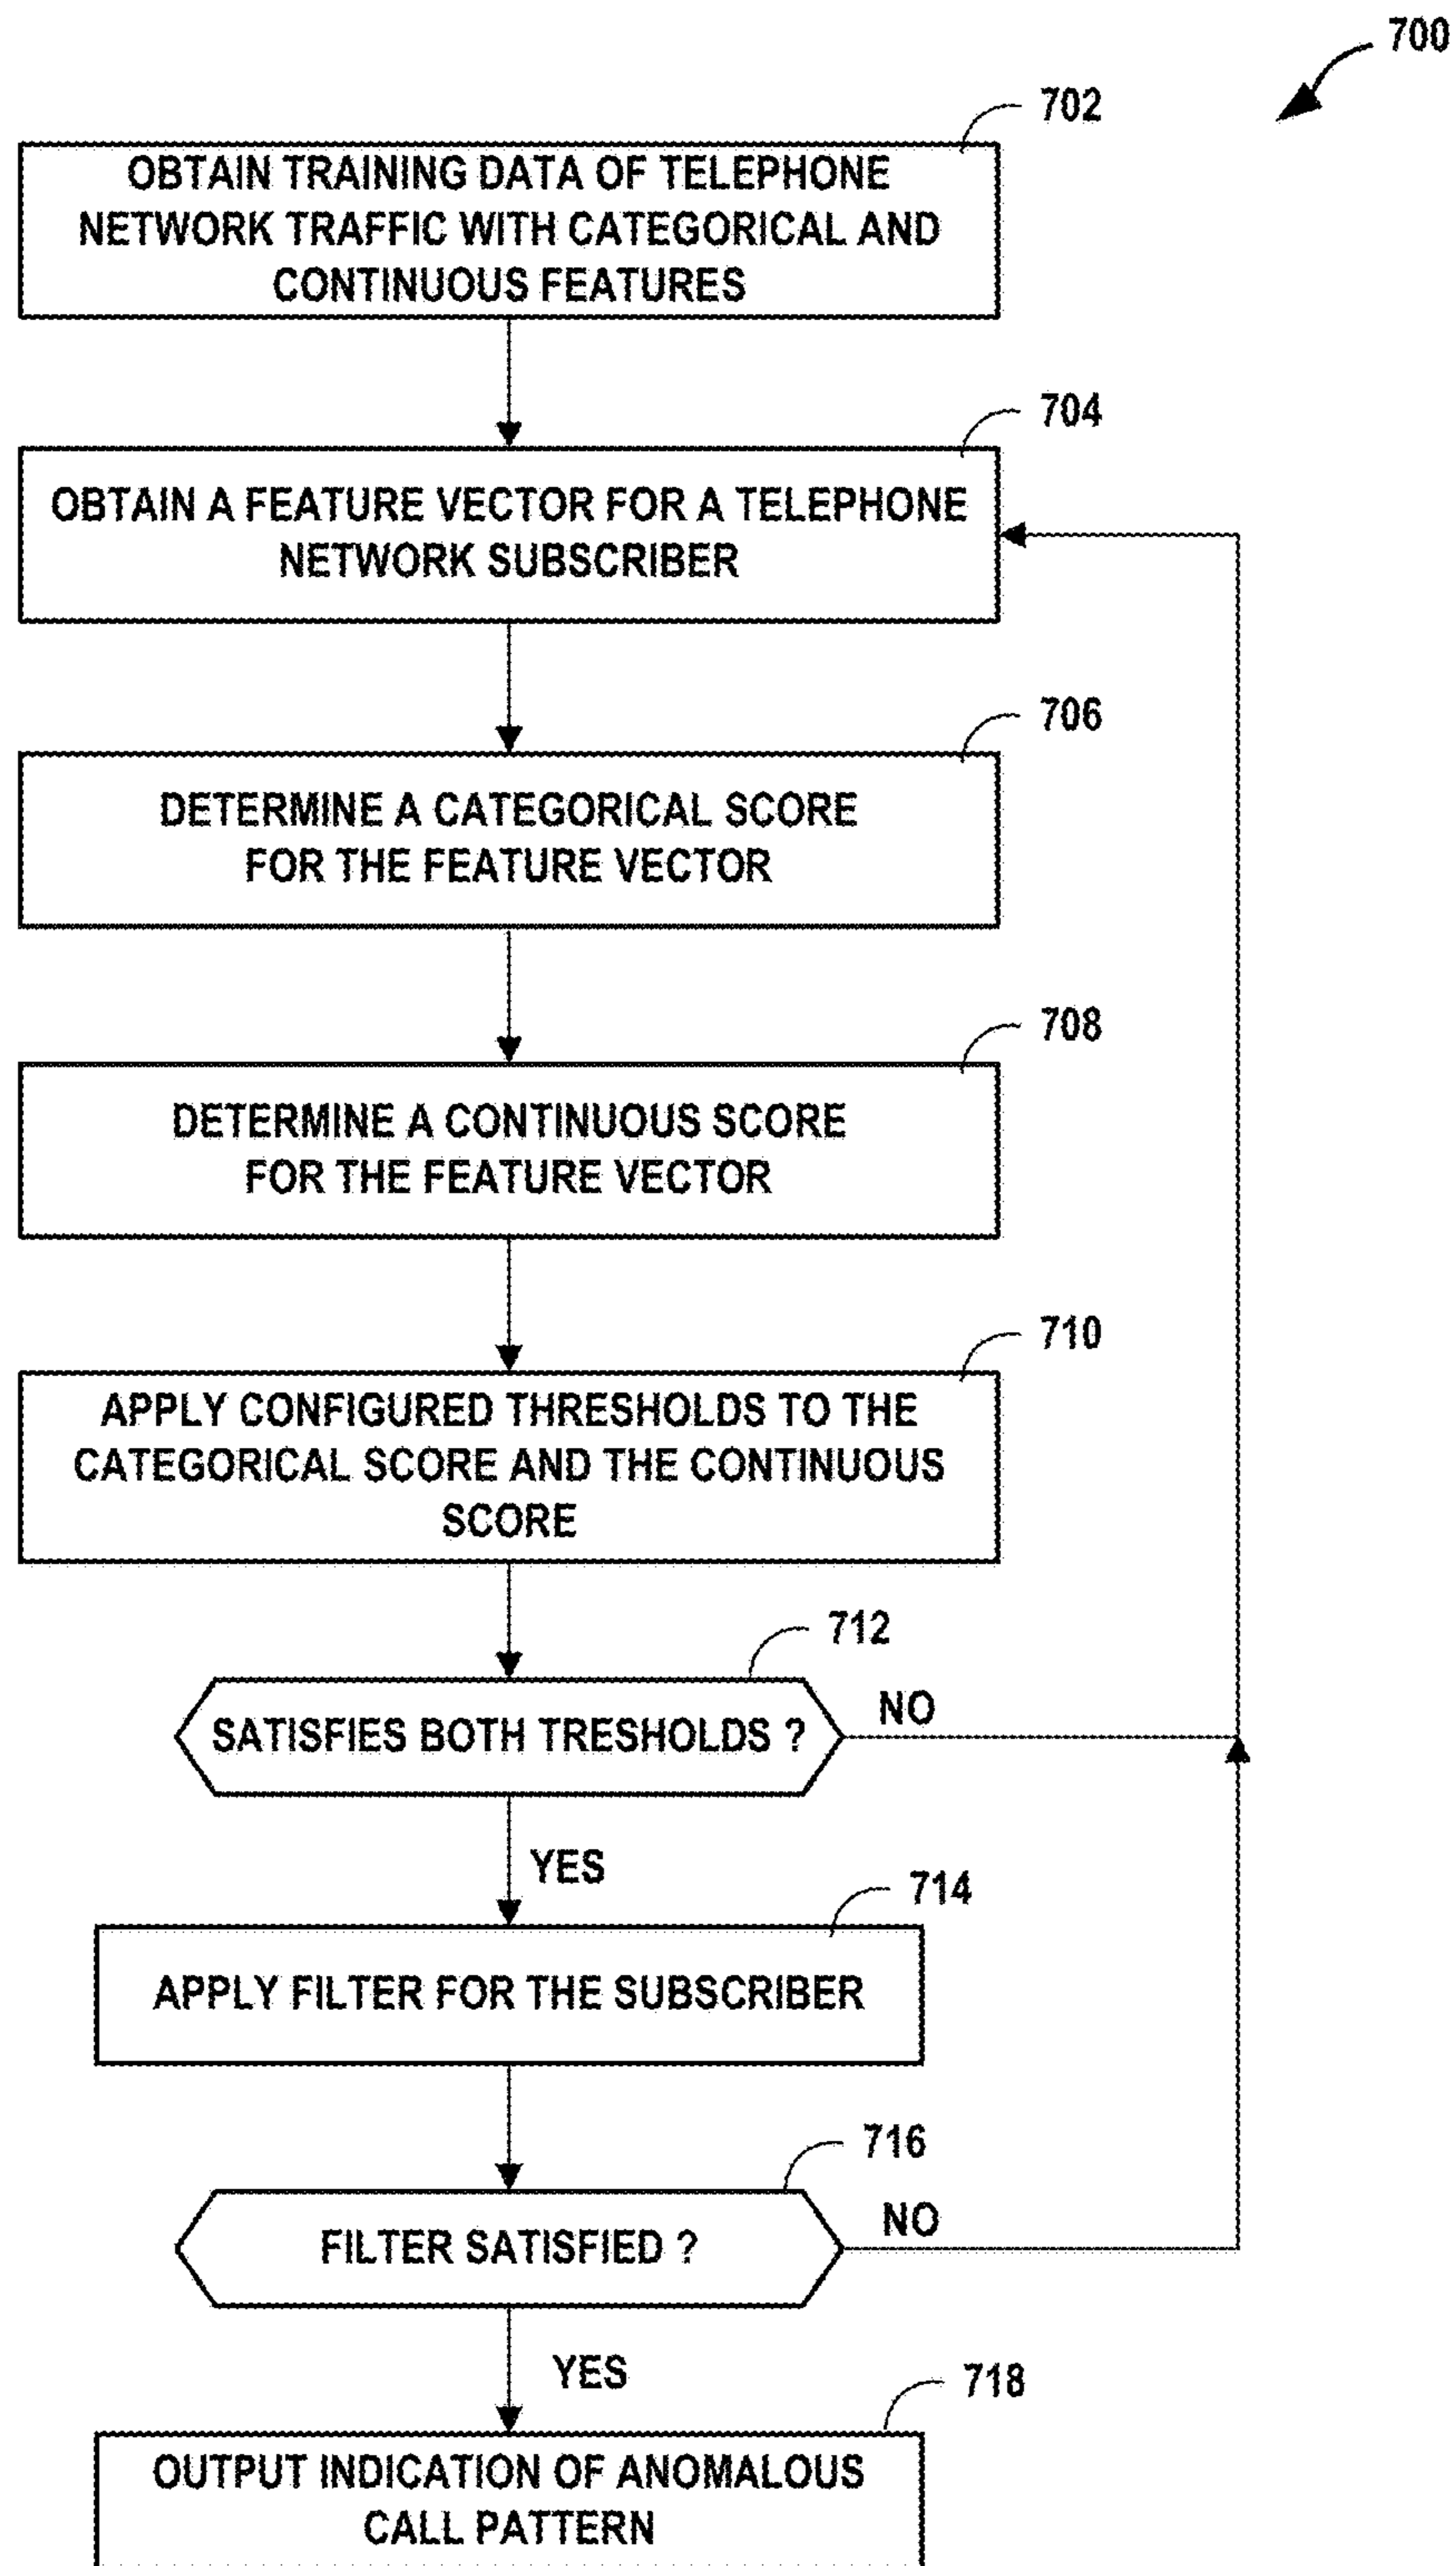 700
702
OBTAIN TRAINING DATA OF TELEPHONE
NETWORK TRAFFIC WITH CATEGORICAL AND
CONTINUOUS FEATURES
704
OBTAIN A FEATURE VECTOR FOR A TELEPHONE
NETWORK SUBSCRIBER
706
DETERMINE A CATEGORICAL SCORE
FOR THE FEATURE VECTOR
708
DETERMINE A CONTINUOUS SCORE
FOR THE FEATURE VECTOR
710
APPLY CONFIGURED THRESHOLDS TO THE
CATEGORICAL SCORE AND THE CONTINUOUS
SCORE
712
SATISFIES BOTH TRESHOLDS ?
NO
YES
714
APPLY FILTER FOR THE SUBSCRIBER
716
FILTER SATISFIED ?
NO
YES
718
OUTPUT INDICATION OF ANOMALOUS
CALL PATTERN